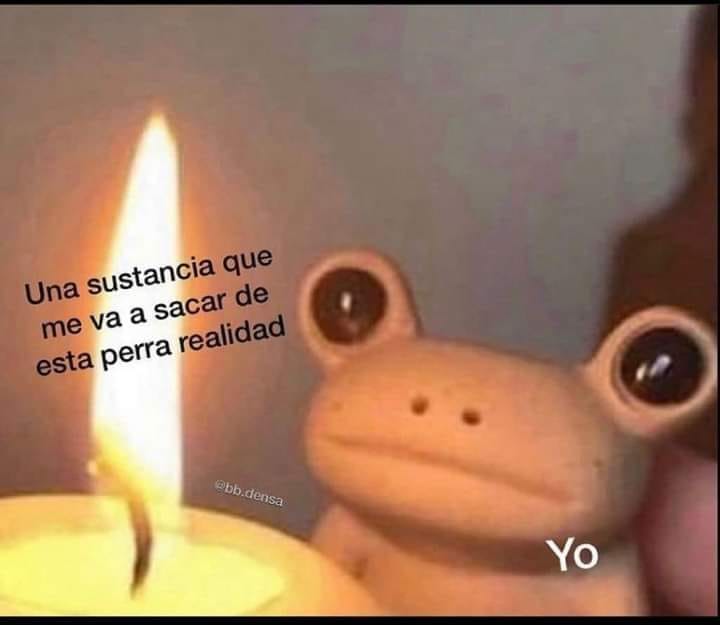 Una sustancia que
me va a sacar de
esta perra realidad
@bb.densa
Yo